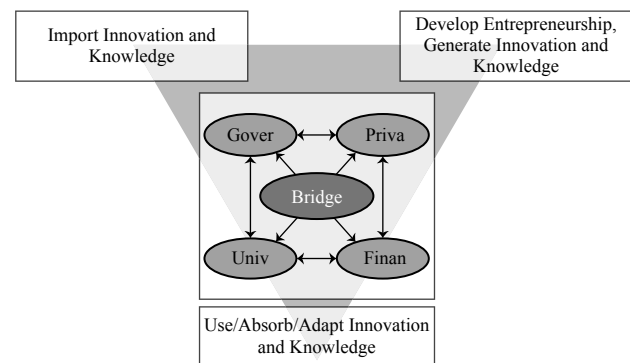 Import Innovation and
Knowledge
Develop Entrepreneurship,
Generate Innovation and
Knowledge
Gover
Priva
Bridge
Univ
Finan
Use/Absorb/Adapt Innovation
and Knowledge